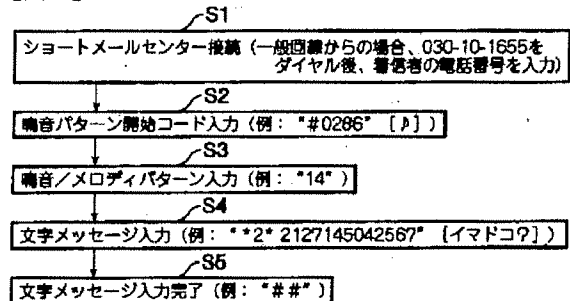 S1
ショートメールセンター接続 (一般回線からの場合、030-10-1655を
ダイヤル後、着信者の電話番号を入力)
S2
鳴音パターン開始コード入力 (例: "#0286" [♪])
S3
鳴音/メロディパターン入力 (例: "14")
S4
文字メッセージ入力 (例: "*2* 2127145042567" [イマドコ?])
S5
文字メッセージ入力完了 (例: "##")